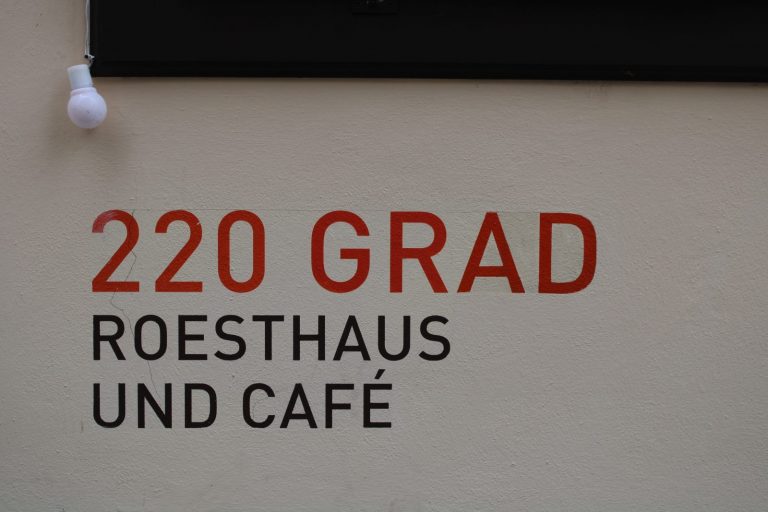 220 GRAD
ROESTHAUS
UND CAFÉ